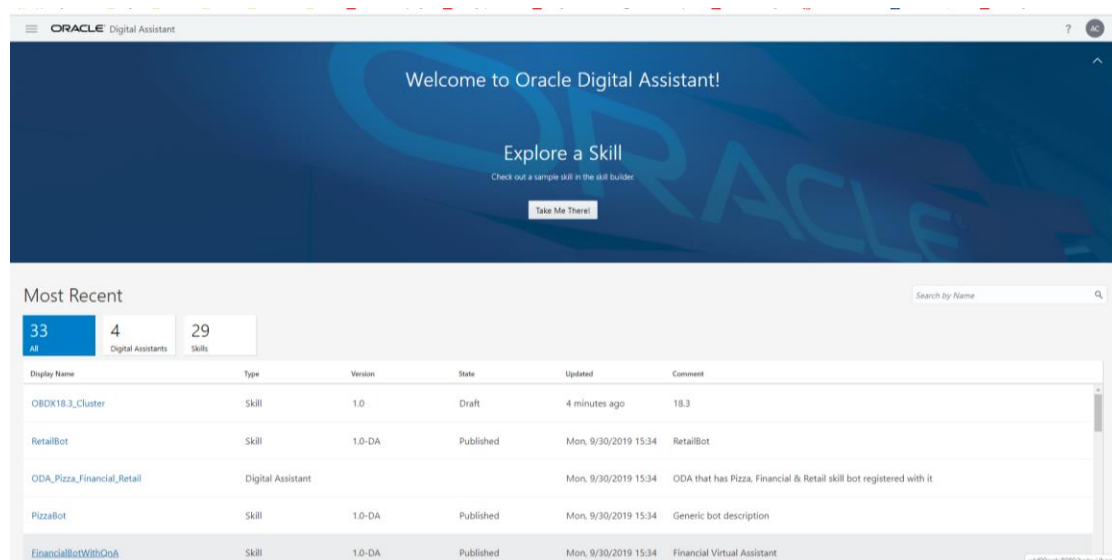 ORACLE Digital Assistant ? AC
Welcome to Oracle Digital Assistant!
Explore a Skill
Check out a sample skill in the skill builder.
Take Me There!
ORACLE
Most Recent
Search by Name
33 4 29
All Digital Assistants Skills
Display Name Type Version State Updated Comment
OBDX18.3_Cluster Skill 1.0 Draft 4 minutes ago 18.3
RetailBot Skill 1.0-DA Published Mon, 9/30/2019 15:34 RetailBot
ODA_Pizza_Financial_Retail Digital Assistant Mon, 9/30/2019 15:34 ODA that has Pizza, Financial & Retail skill bot registered with it
PizzaBot Skill 1.0-DA Published Mon, 9/30/2019 15:34 Generic bot description
FinancialBotWithQnA Skill 1.0-DA Published Mon, 9/30/2019 15:34 Financial Virtual Assistant